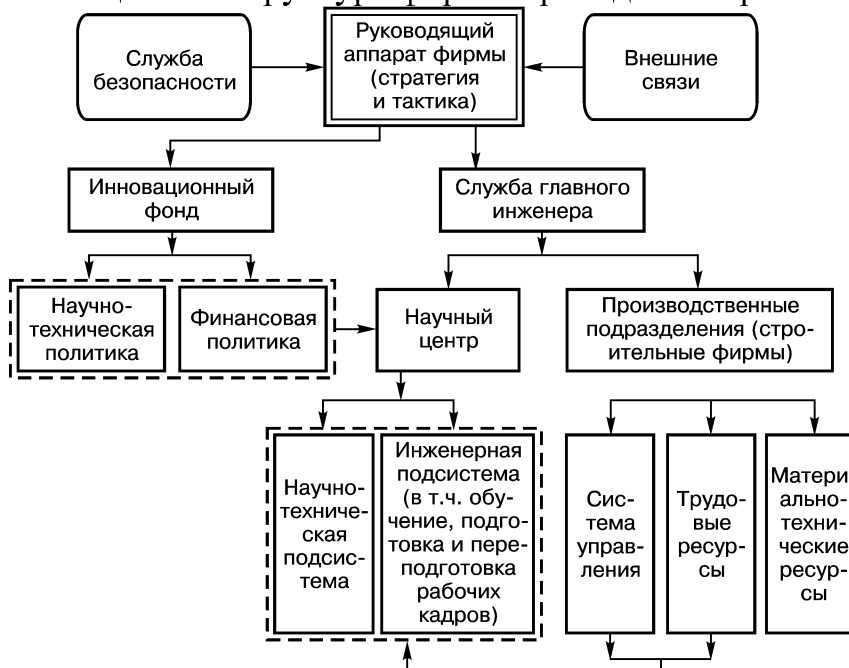 Служба
безопасности
Руководящий
аппарат фирмы
(стратегия
и тактика)
Внешние
связи
Инновационный
фонд
Служба главного
инженера
Научно-
техническая
политика
Финансовая
политика
Научный
центр
Производственные
подразделения (стро-
ительные фирмы)
Научно-
техниче-
ская
подсис-
тема
Инженерная
подсистема
(в т.ч. обу-
чение, подго-
товка и пере-
подготовка
рабочих
кадров)
Сис-
тема
управ-
ления
Трудо-
вые
ресур-
сы
Матери
ально-
техни-
ческие
ресур-
сы